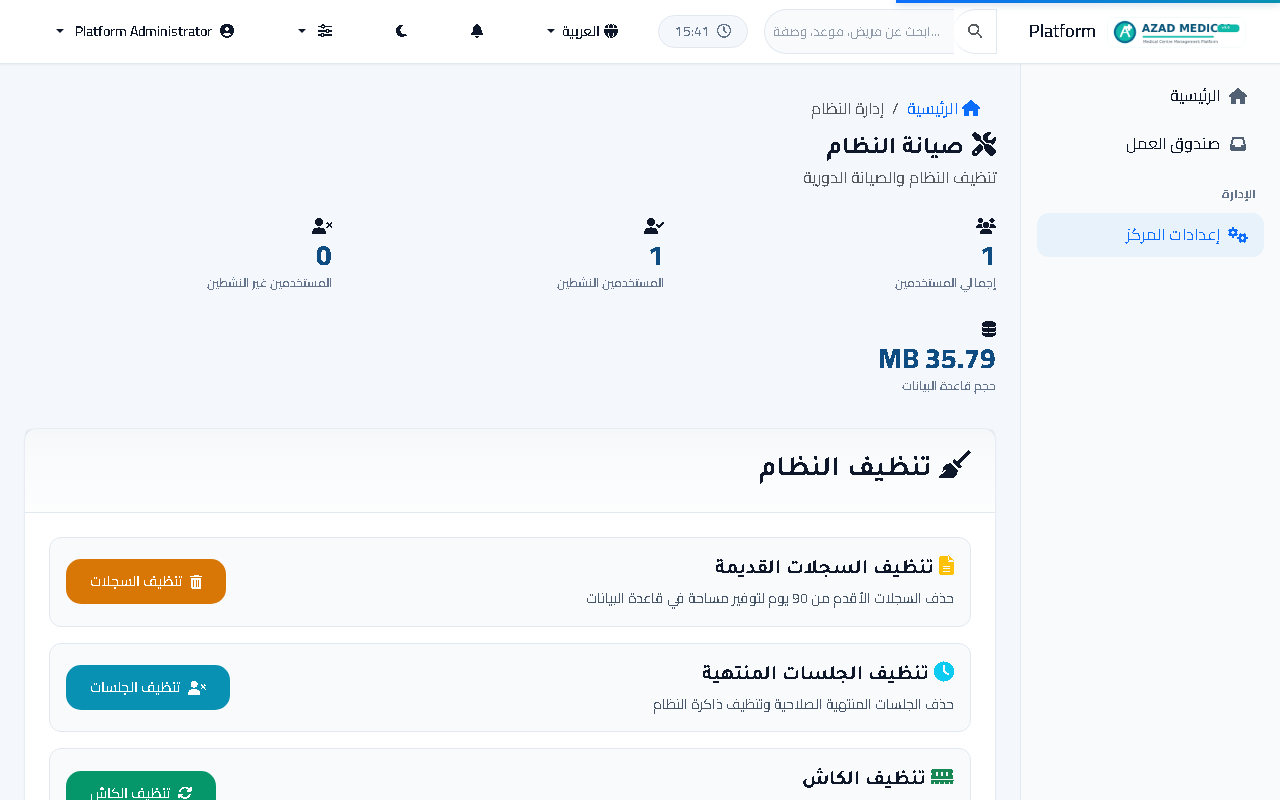 AZAD MEDIC
Medical Centre Management Platform
Platform
ابحث عن مريض، موعد، وصفة...
15:41
العربية
Platform Administrator
الرئيسية
صندوق العمل
الإدارة
إعدادات المركز
الرئيسية / إدارة النظام
صيانة النظام
تنظيف النظام والصيانة الدورية
1
إجمالي المستخدمين
1
المستخدمين النشطين
0
المستخدمين غير النشطين
35.79 MB
حجم قاعدة البيانات
تنظيف النظام
تنظيف السجلات القديمة
حذف السجلات الأقدم من 90 يوم لتوفير مساحة في قاعدة البيانات
تنظيف السجلات
تنظيف الجلسات المنتهية
حذف الجلسات المنتهية الصلاحية وتنظيف ذاكرة النظام
تنظيف الجلسات
تنظيف الكاش
تنظيف الكاش